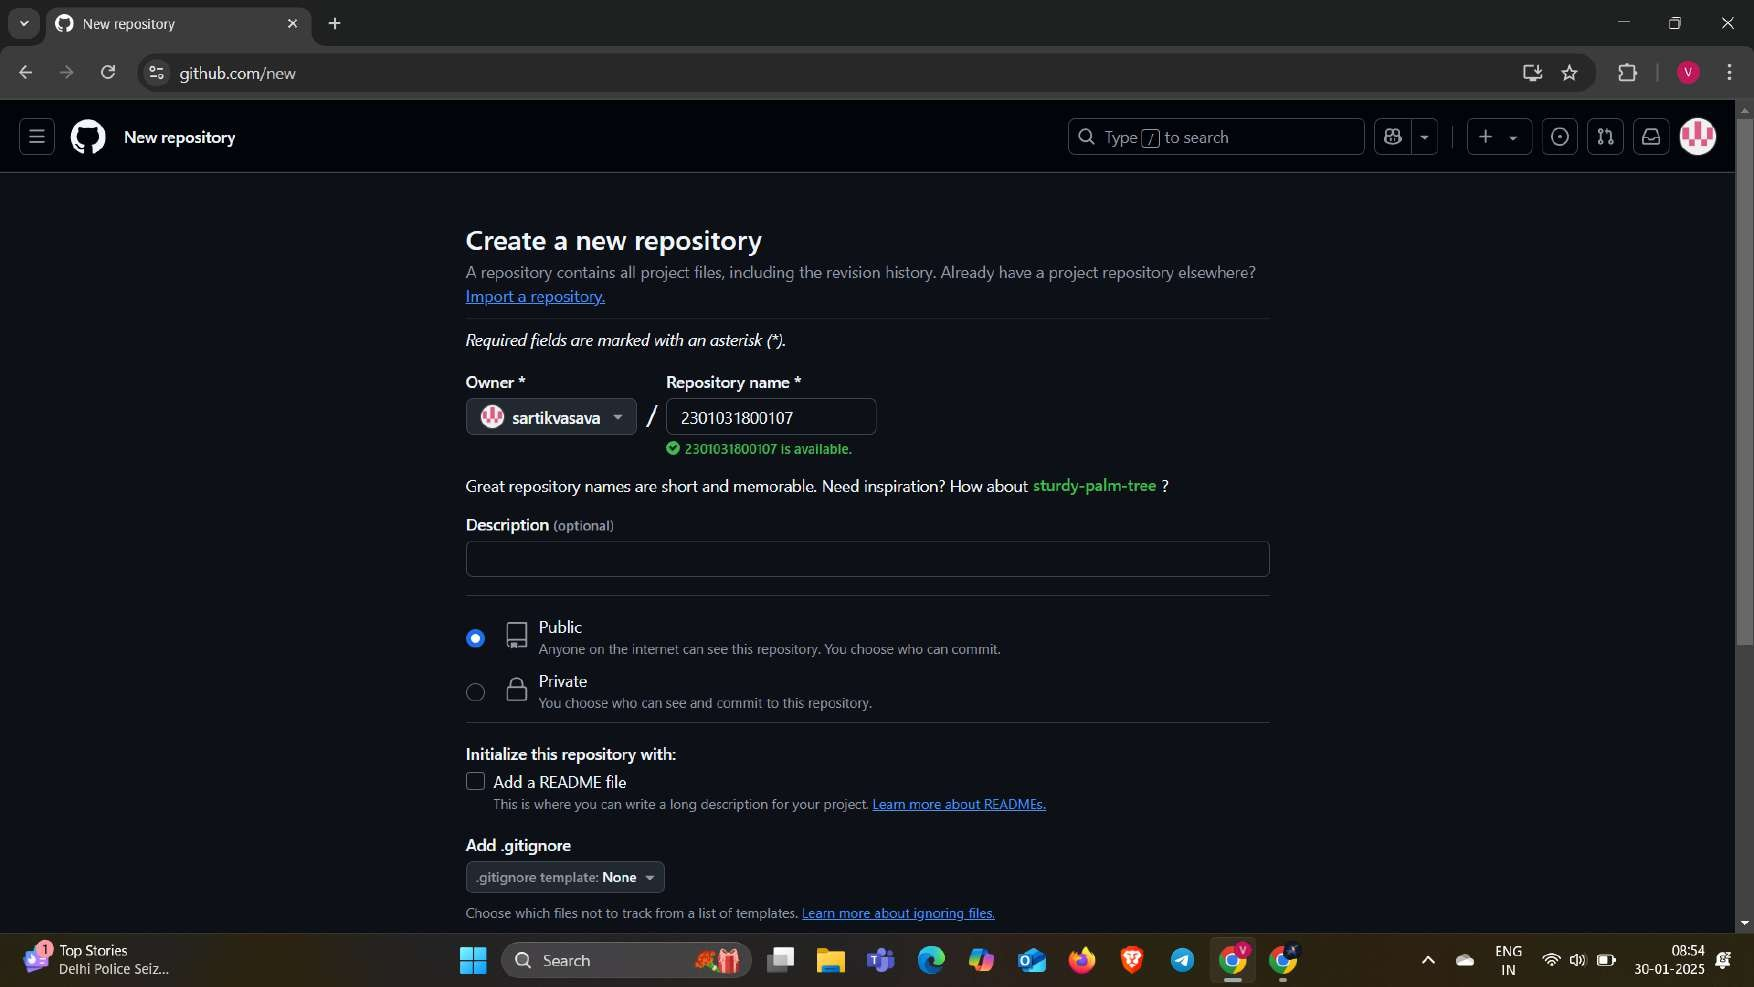 New repository
github.com/new
V
New repository
Type / to search
Create a new repository
A repository contains all project files, including the revision history. Already have a project repository elsewhere?
Import a repository.
Required fields are marked with an asterisk (*).
Owner * Repository name *
sartikvasava / 2301031800107
2301031800107 is available.
Great repository names are short and memorable. Need inspiration? How about sturdy-palm-tree ?
Description (optional)
Public
Anyone on the internet can see this repository. You choose who can commit.
Private
You choose who can see and commit to this repository.
Initialize this repository with:
Add a README file
This is where you can write a long description for your project. Learn more about READMEs.
Add .gitignore
.gitignore template: None
Choose which files not to track from a list of templates. Learn more about ignoring files.
1 Top Stories
Delhi Police Seiz...
Search
V
ENG
IN
08:54
30-01-2025